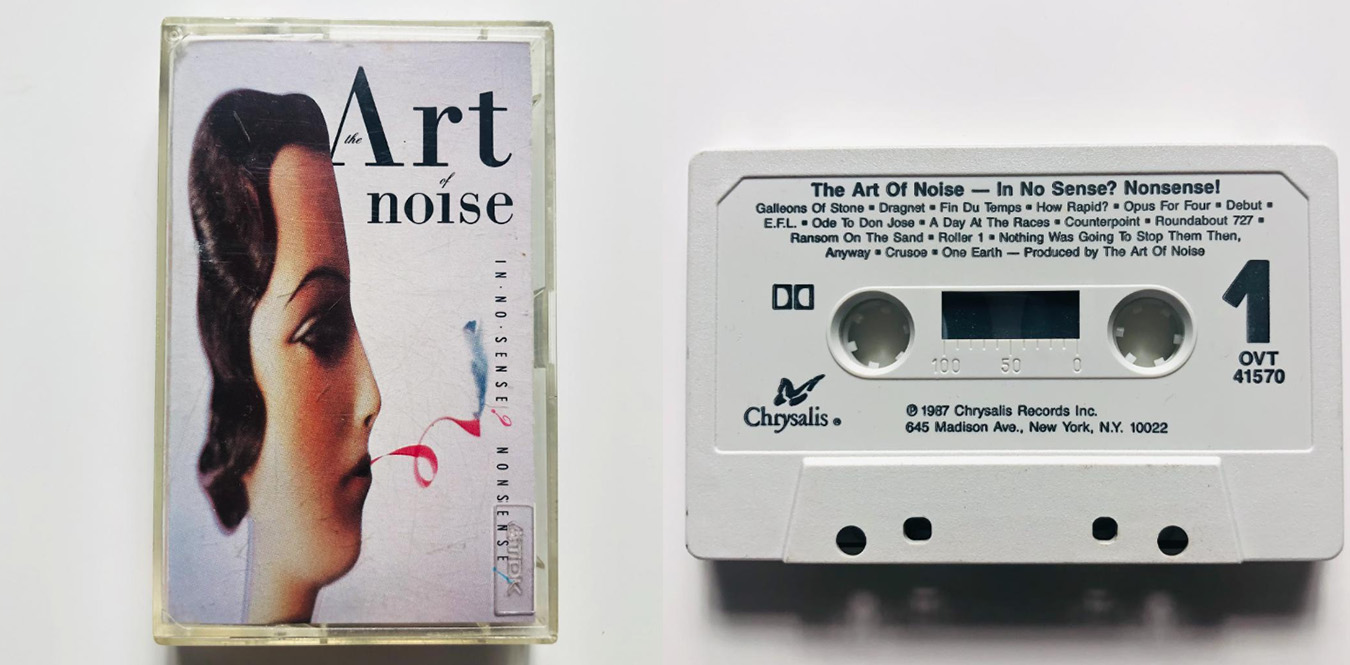 the Art
of
noise
IN·NO·SENSE? NONSENSE!
TDK
The Art Of Noise — In No Sense? Nonsense!
Galleons Of Stone ▪ Dragnet ▪ Fin Du Temps ▪ How Rapid? ▪ Opus For Four ▪ Debut ▪
E.F.L. ▪ Ode To Don Jose ▪ A Day At The Races ▪ Counterpoint ▪ Roundabout 727 ▪
Ransom On The Sand ▪ Roller 1 ▪ Nothing Was Going To Stop Them Then,
Anyway ▪ Crusoe ▪ One Earth — Produced by The Art Of Noise
1
100 50 0
OVT
41570
Chrysalis®
℗ 1987 Chrysalis Records Inc.
645 Madison Ave., New York, N.Y. 10022